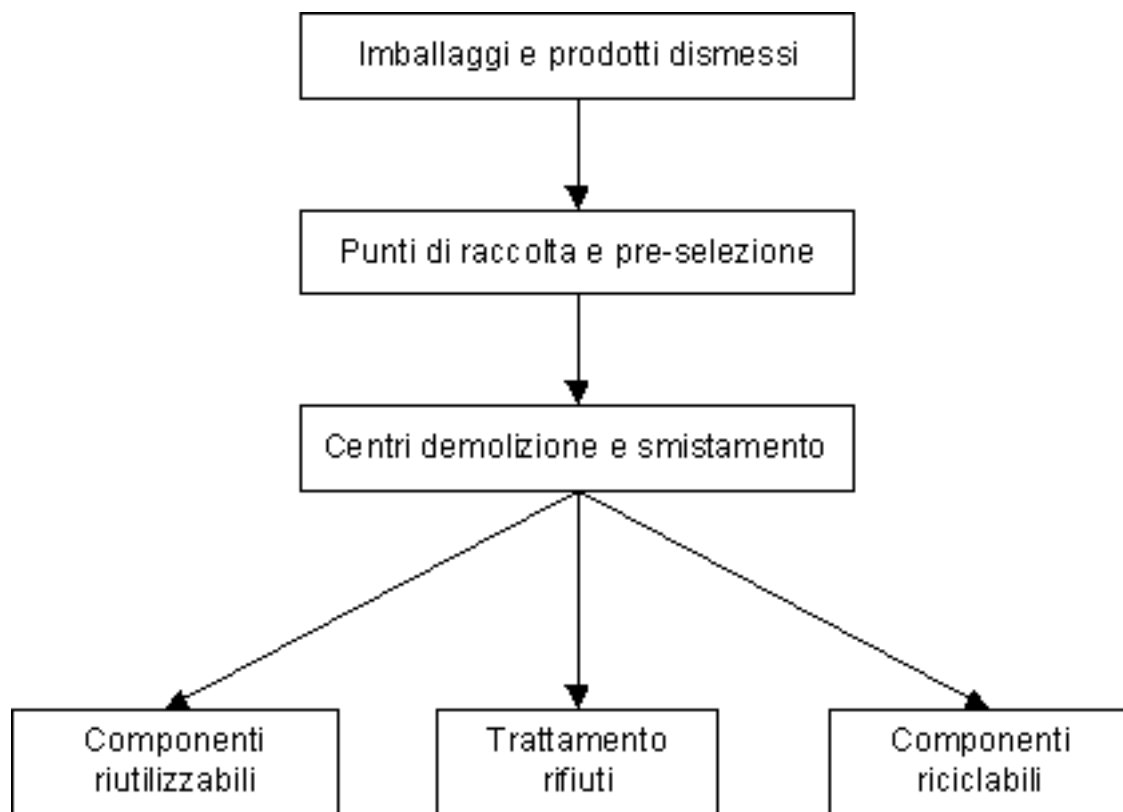 Imballaggi e prodotti dismessi
Punti di raccolta e pre-selezione
Centri demolizione e smistamento
Componenti
riutilizzabili
Trattamento
rifiuti
Componenti
riciclabili